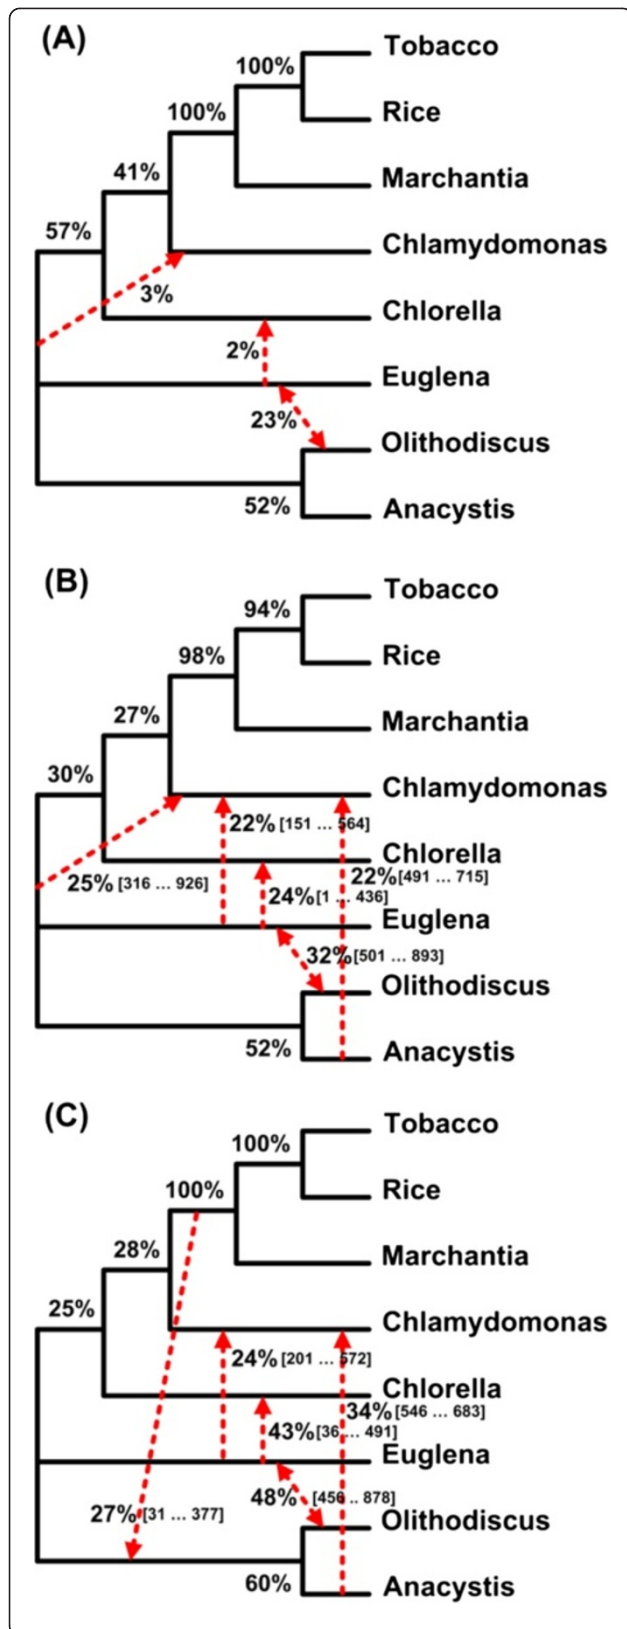 (A)
Tobacco
100%
Rice
100%
Marchantia
41%
57%
Chlamydomonas
3%
Chlorella
2%
Euglena
23%
Olithodiscus
52%
Anacystis
(B)
Tobacco
94%
Rice
98%
Marchantia
27%
30%
Chlamydomonas
22% [151 ... 564]
Chlorella
25% [316 ... 926]
22% [491 ... 715]
24% [1 ... 436]
Euglena
32% [501 ... 893]
Olithodiscus
52%
Anacystis
(C)
Tobacco
100%
Rice
100%
Marchantia
28%
25%
Chlamydomonas
24% [201 ... 572]
Chlorella
34% [546 ... 683]
43% [36 ... 491]
Euglena
48% [456 .. 878]
27% [31 ... 377]
Olithodiscus
60%
Anacystis